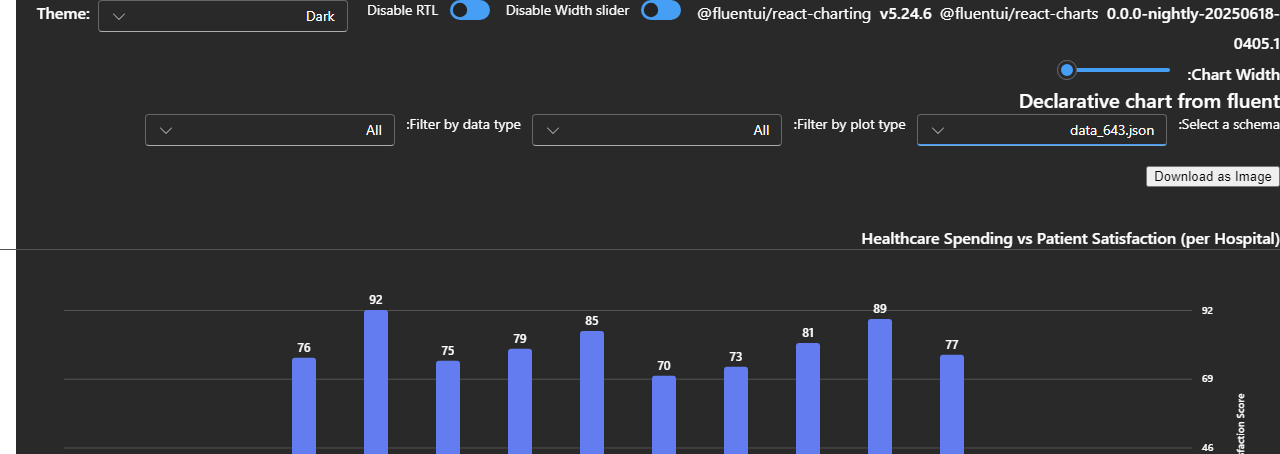 Theme: Dark Disable RTL Disable Width slider @fluentui/react-charting v5.24.6 @fluentui/react-charts 0.0.0-nightly-20250618-
0405.1
:Chart Width
Declarative chart from fluent
:Select a schema data_643.json :Filter by plot type All :Filter by data type All
Download as Image
Healthcare Spending vs Patient Satisfaction (per Hospital)
76
92
75
79
85
70
73
81
89
77
92
69
46